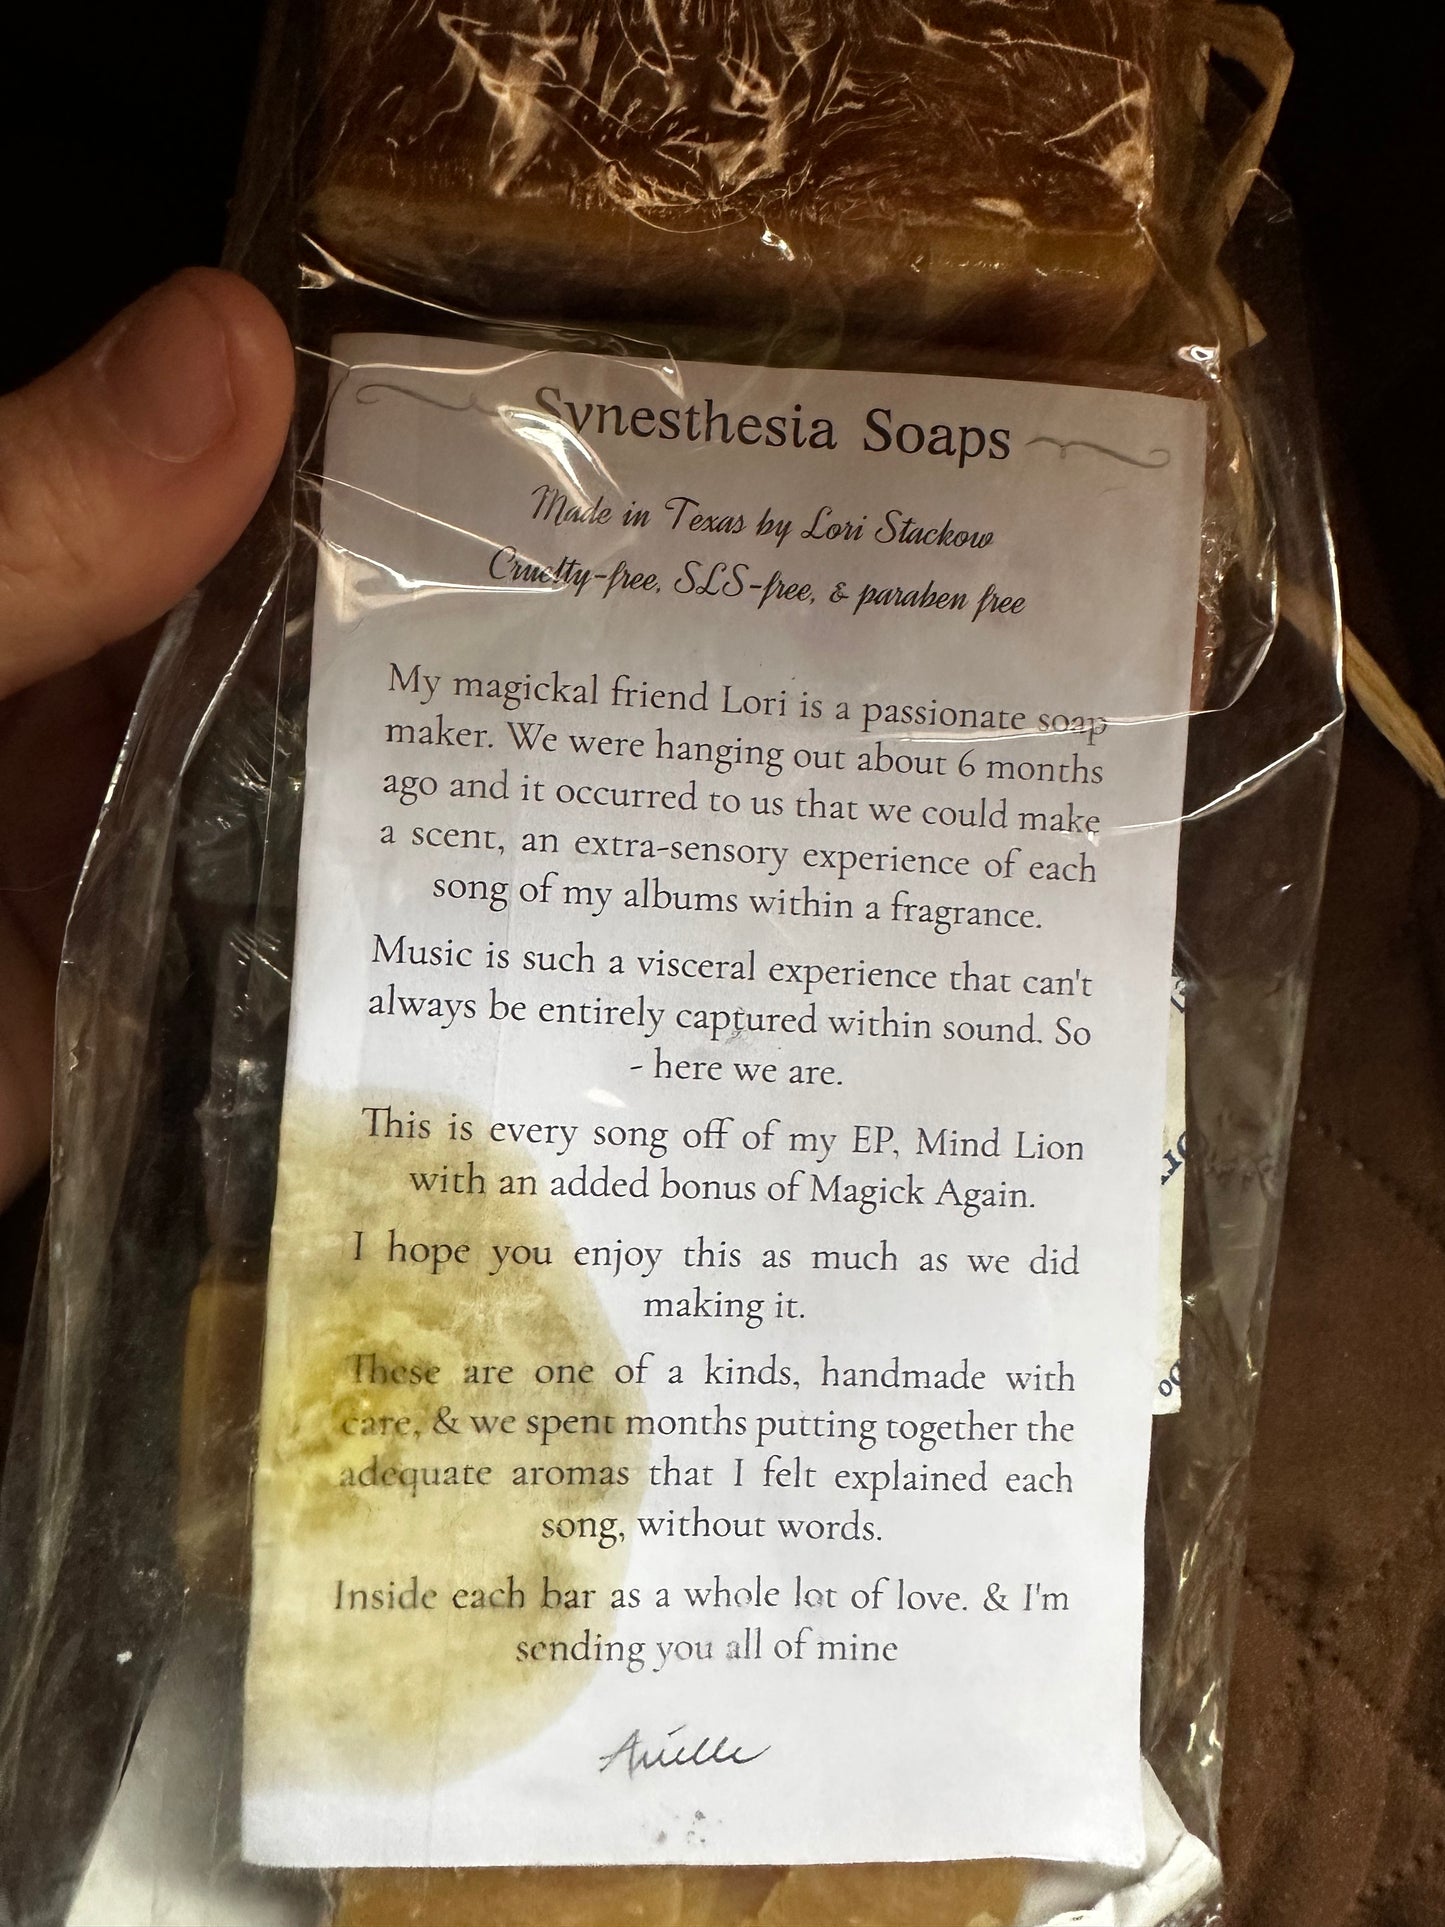 Synesthesia Soaps
Made in Texas by Lori Stackow
Cruelty-free, SLS-free, & paraben free
My magickal friend Lori is a passionate soap
maker. We were hanging out about 6 months
ago and it occurred to us that we could make
a scent, an extra-sensory experience of each
song of my albums within a fragrance.
Music is such a visceral experience that can't
always be entirely captured within sound. So
- here we are.
This is every song off of my EP, Mind Lion
with an added bonus of Magick Again.
I hope you enjoy this as much as we did
making it.
These are one of a kinds, handmade with
care, & we spent months putting together the
adequate aromas that I felt explained each
song, without words.
Inside each bar as a whole lot of love. & I'm
sending you all of mine
Arielle